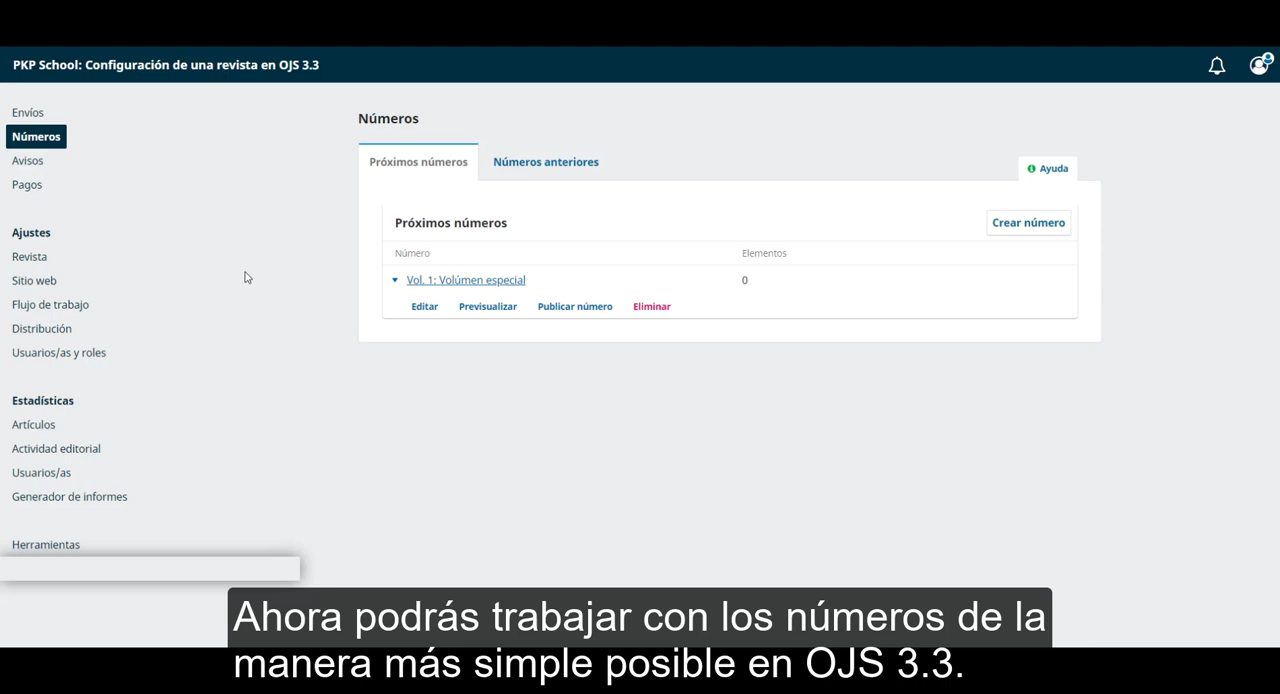 PKP School: Configuración de una revista en OJS 3.3
Envíos
Números
Avisos
Pagos
Ajustes
Revista
Sitio web
Flujo de trabajo
Distribución
Usuarios/as y roles
Estadísticas
Artículos
Actividad editorial
Usuarios/as
Generador de informes
Herramientas
Números
Próximos números Números anteriores
Ayuda
Próximos números Crear número
Número Elementos
Vol. 1: Volúmen especial 0
Editar Previsualizar Publicar número Eliminar
Ahora podrás trabajar con los números de la
manera más simple posible en OJS 3.3.